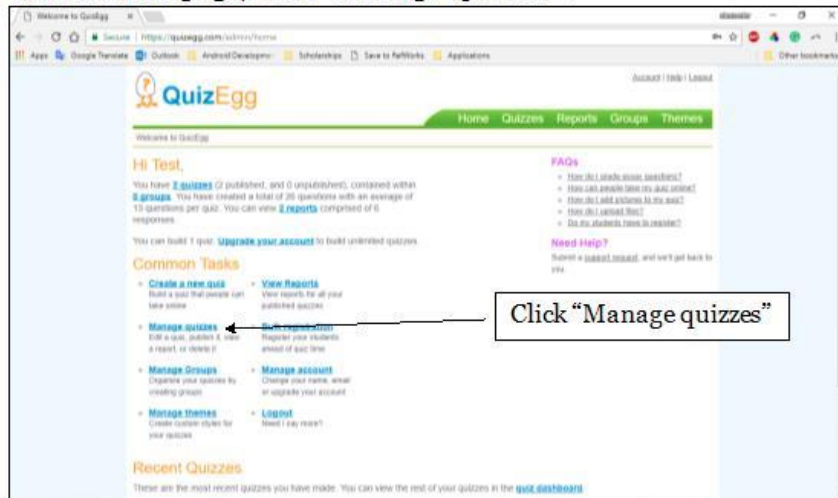 Welcome to QuizEgg
Secure | https://quizegg.com/admin/home
Apps Google Translate Outlook Android Developme Scholarships Save to RefWorks Applications Other bookmarks
QuizEgg
Account | Help | Logout
Home Quizzes Reports Groups Themes
Welcome to QuizEgg
Hi Test,
You have 2 quizzes (2 published, and 0 unpublished), contained within
groups. You have created a total of 26 questions with an average of
13 questions per quiz. You can view 2 reports comprised of 6
responses.
You can build 1 quiz. Upgrade your account to build unlimited quizzes.
FAQs
How do I grade essay questions?
How can people take my quiz online?
How do I add pictures to my quiz?
How do I upload files?
Do my students have to register?
Need Help?
Submit a support request, and we'll get back to
you
Common Tasks
Create a new quiz
Build a quiz that people can
take online
View Reports
View reports for all your
published quizzes
Manage quizzes
Edit a quiz, publish it, view
a report, or delete it
Bulk registration
Register your students
ahead of quiz time
Click “Manage quizzes”
Manage Groups
Organise your quizzes by
creating groups
Manage account
Change your name, email
or upgrade your account
Manage themes
Create custom styles for
your quizzes
Logout
Need I say more?
Recent Quizzes
These are the most recent quizzes you have made. You can view the rest of your quizzes in the quiz dashboard